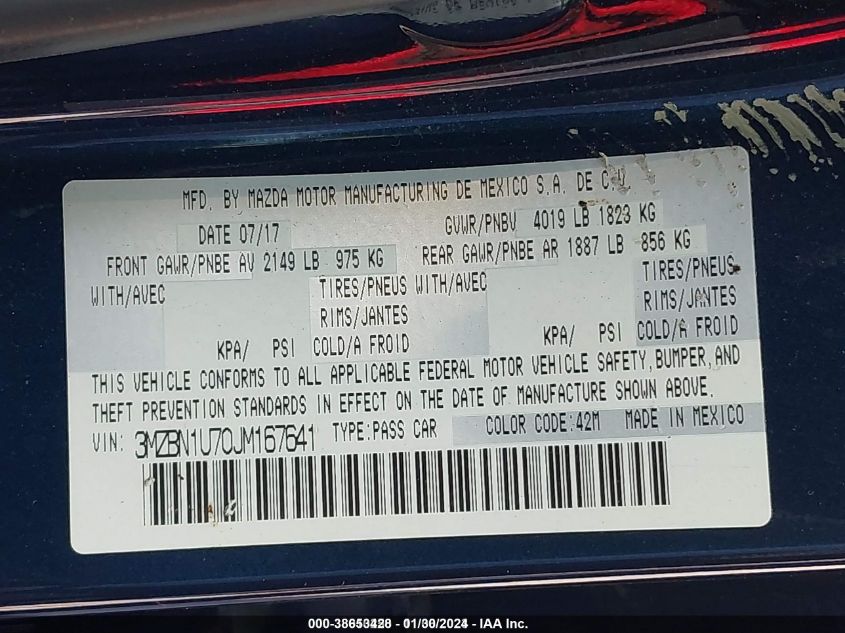 MFD. BY MAZDA MOTOR MANUFACTURING DE MEXICO S.A. DE C.V.
DATE 07/17 GVWR/PNBV 4019 LB 1823 KG
FRONT GAWR/PNBE AV 2149 LB 975 KG REAR GAWR/PNBE AR 1887 LB 856 KG
WITH/AVEC TIRES/PNEUS WITH/AVEC TIRES/PNEUS
RIMS/JANTES RIMS/JANTES
KPA/ PSI COLD/A FROID KPA/ PSI COLD/A FROID
THIS VEHICLE CONFORMS TO ALL APPLICABLE FEDERAL MOTOR VEHICLE SAFETY, BUMPER, AND
THEFT PREVENTION STANDARDS IN EFFECT ON THE DATE OF MANUFACTURE SHOWN ABOVE.
VIN: 3MZBN1U70JM167641 TYPE:PASS CAR COLOR CODE:42M MADE IN MEXICO
000-38653428 - 01/30/2024 - IAA Inc.